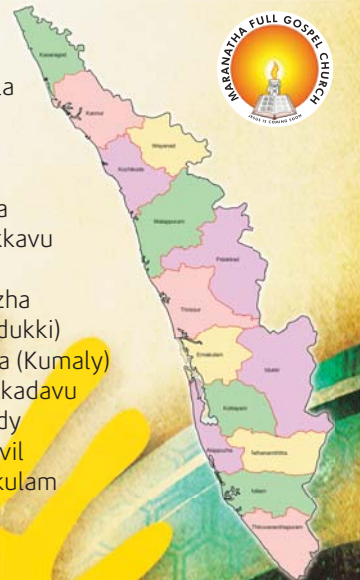 MARANATHA FULL GOSPEL CHURCH
JESUS IS COMING SOON
la
a
kkavu
zha
dukki)
a (Kumaly)
kadavu
dy
vil
kulam
Kasaragod
Kannur
Wayanad
Kozhikode
Malappuram
Palakkad
Thrissur
Ernakulam
Idukki
Kottayam
Alappuzha
Pathanamthitta
Kollam
Thiruvananthapuram